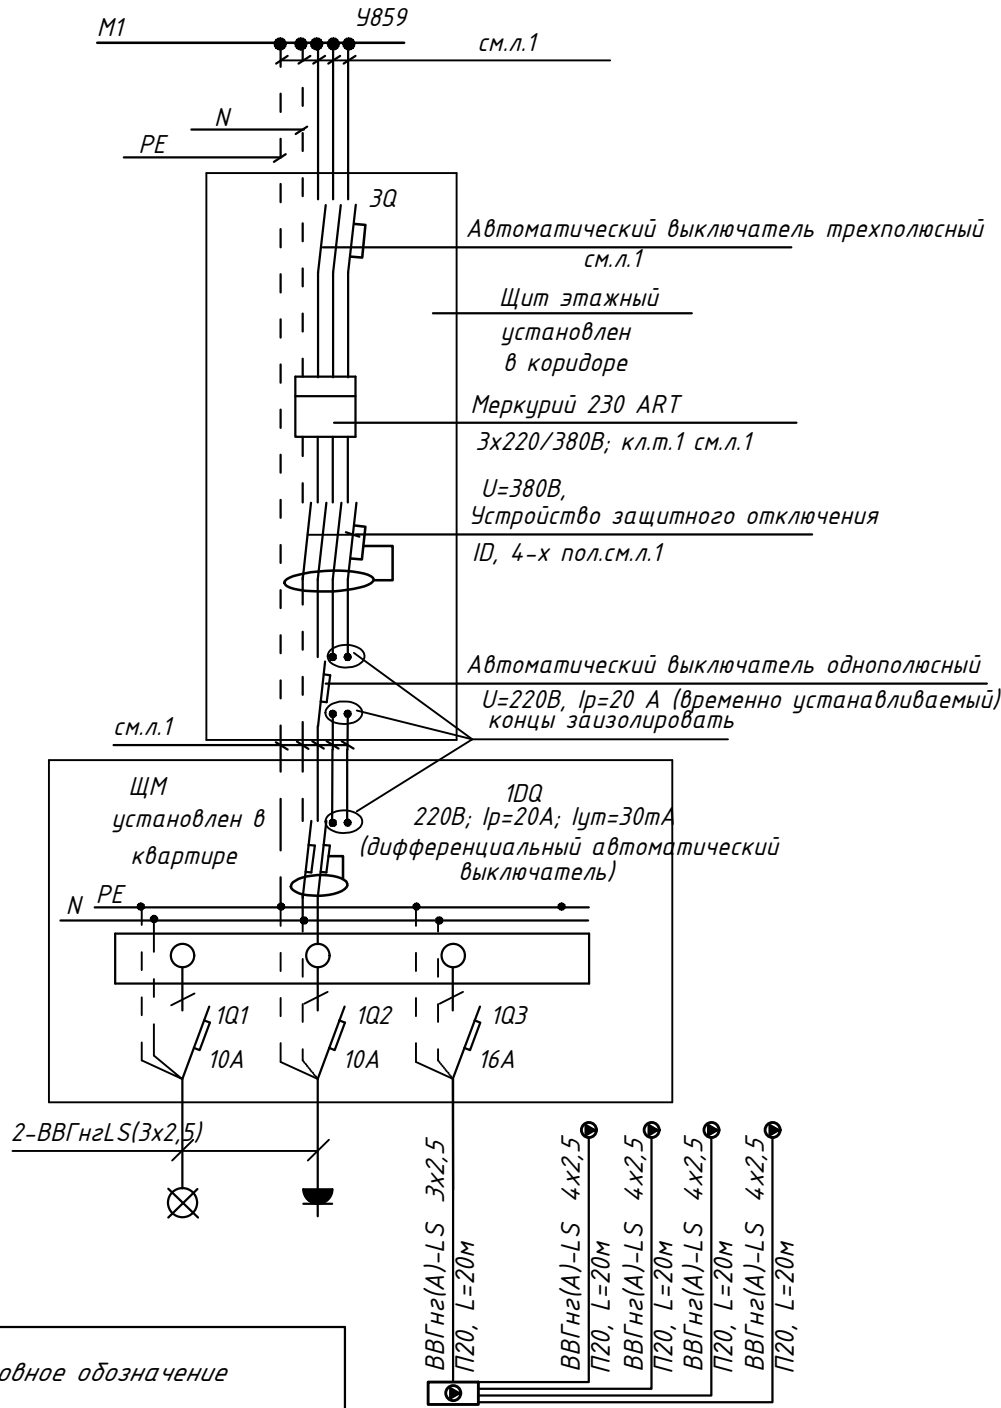 У859
М1
см.л.1
N
PE
3Q
Автоматический выключатель трехполюсный
см.л.1
Щит этажный
установлен
в коридоре
Меркурий 230 ART
3х220/380В; кл.т.1 см.л.1
U=380В,
Устройство защитного отключения
ID, 4-х пол.см.л.1
Автоматический выключатель однополюсный
U=220В, Iр=20 А (временно устанавливаемый)
концы заизолировать
см.л.1
ЩМ
установлен в
квартире
1DQ
220В; Iр=20А; Iут=30mA
(дифференциальный автоматический
выключатель)
PE
N
1Q1
10А
1Q2
10А
1Q3
16А
2-ВВГнгLS(3х2,5)
ВВГнг(А)-LS 3х2,5
П20, L=20м
ВВГнг(А)-LS 4х2,5
П20, L=20м
ВВГнг(А)-LS 4х2,5
П20, L=20м
ВВГнг(А)-LS 4х2,5
П20, L=20м
ВВГнг(А)-LS 4х2,5
П20, L=20м
овное обозначение